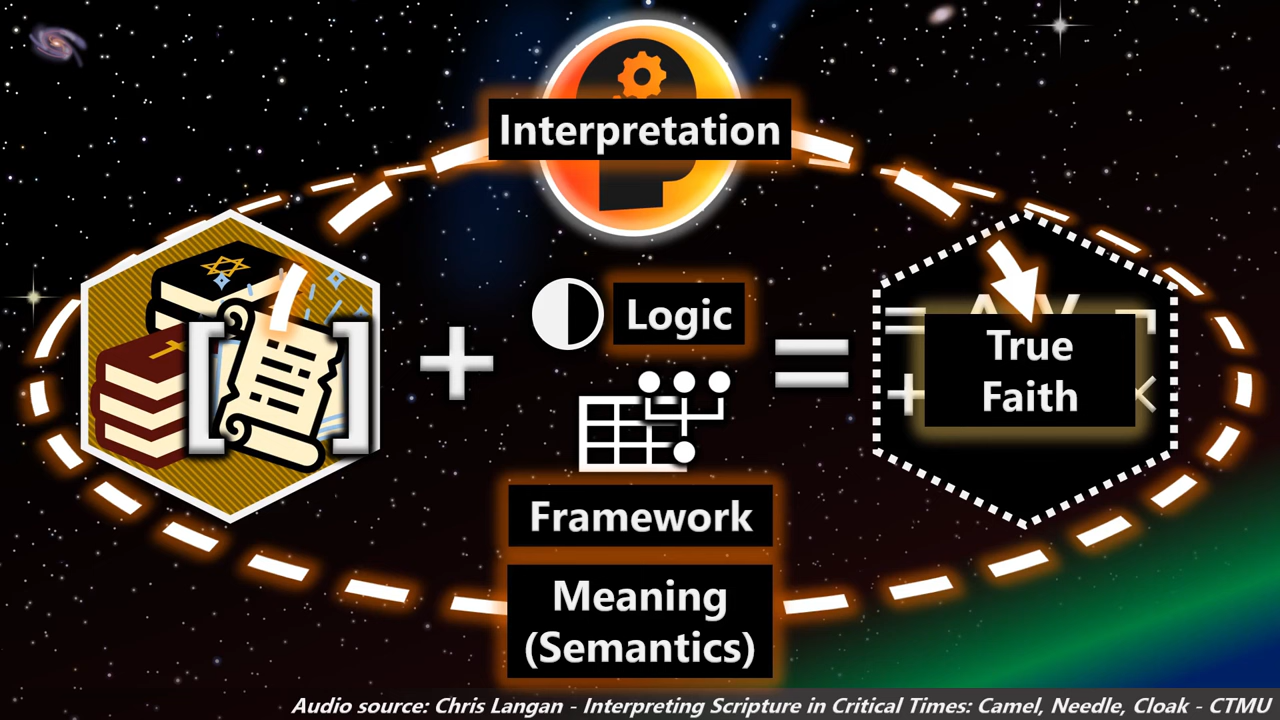 Interpretation
Logic
True
Faith
Framework
Meaning
(Semantics)
Audio source: Chris Langan - Interpreting Scripture in Critical Times: Camel, Needle, Cloak - CTMU